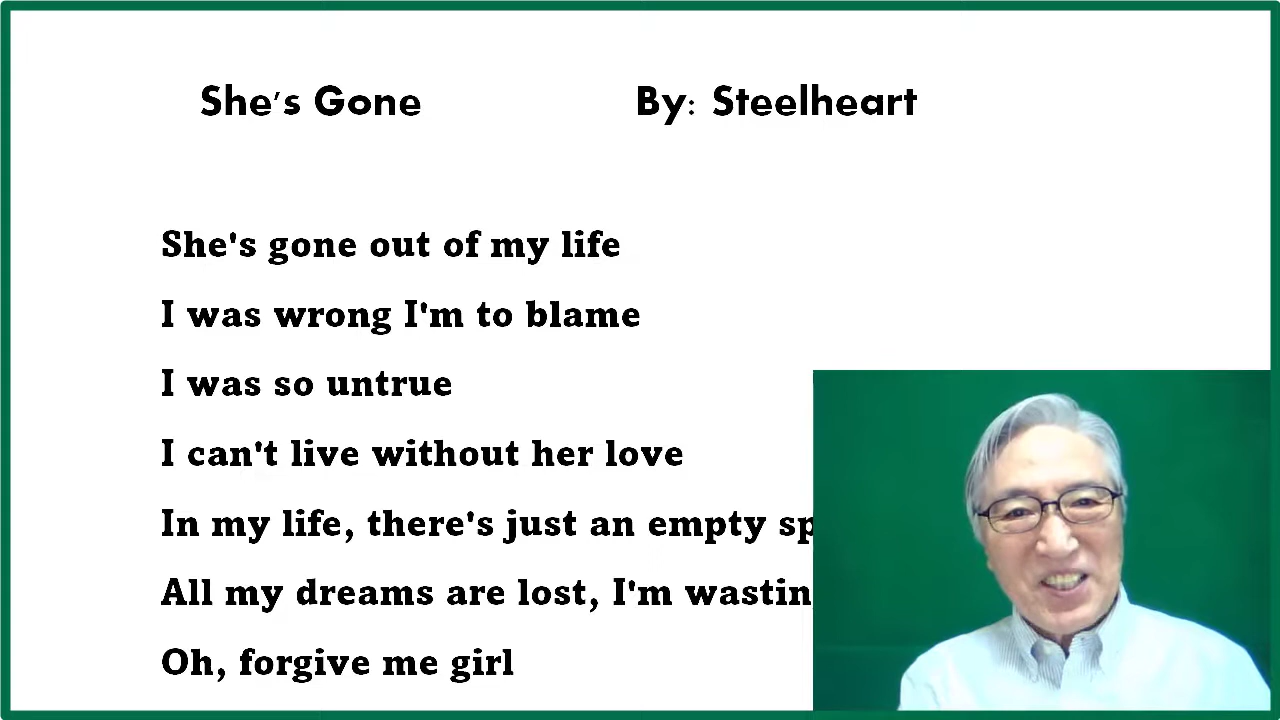 She's Gone By: Steelheart
She's gone out of my life
I was wrong I'm to blame
I was so untrue
I can't live without her love
In my life, there's just an empty
All my dreams are lost, I'm
Oh, forgive me girl